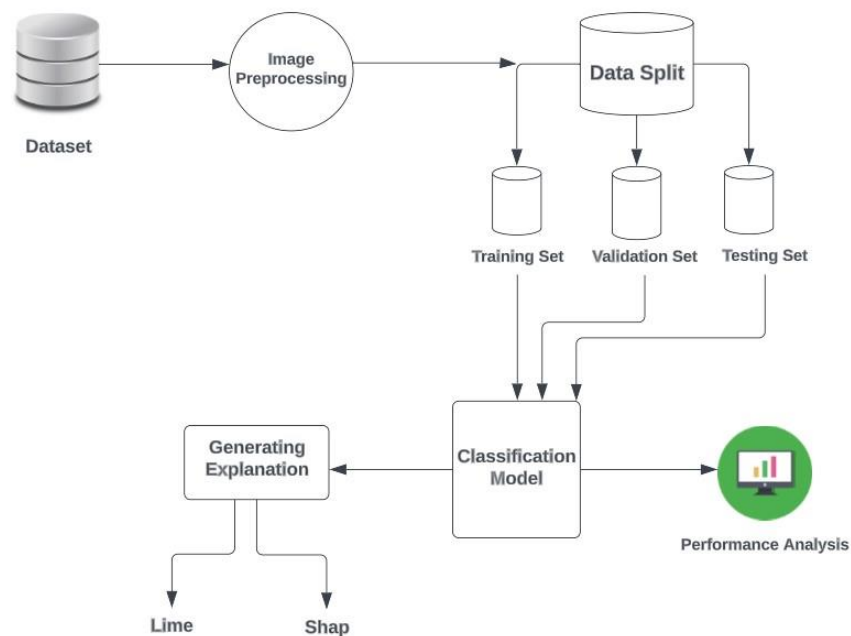 Image
Preprocessing
Data Split
Dataset
Training Set
Validation Set
Testing Set
Generating
Explanation
Classification
Model
Performance Analysis
Lime
Shap